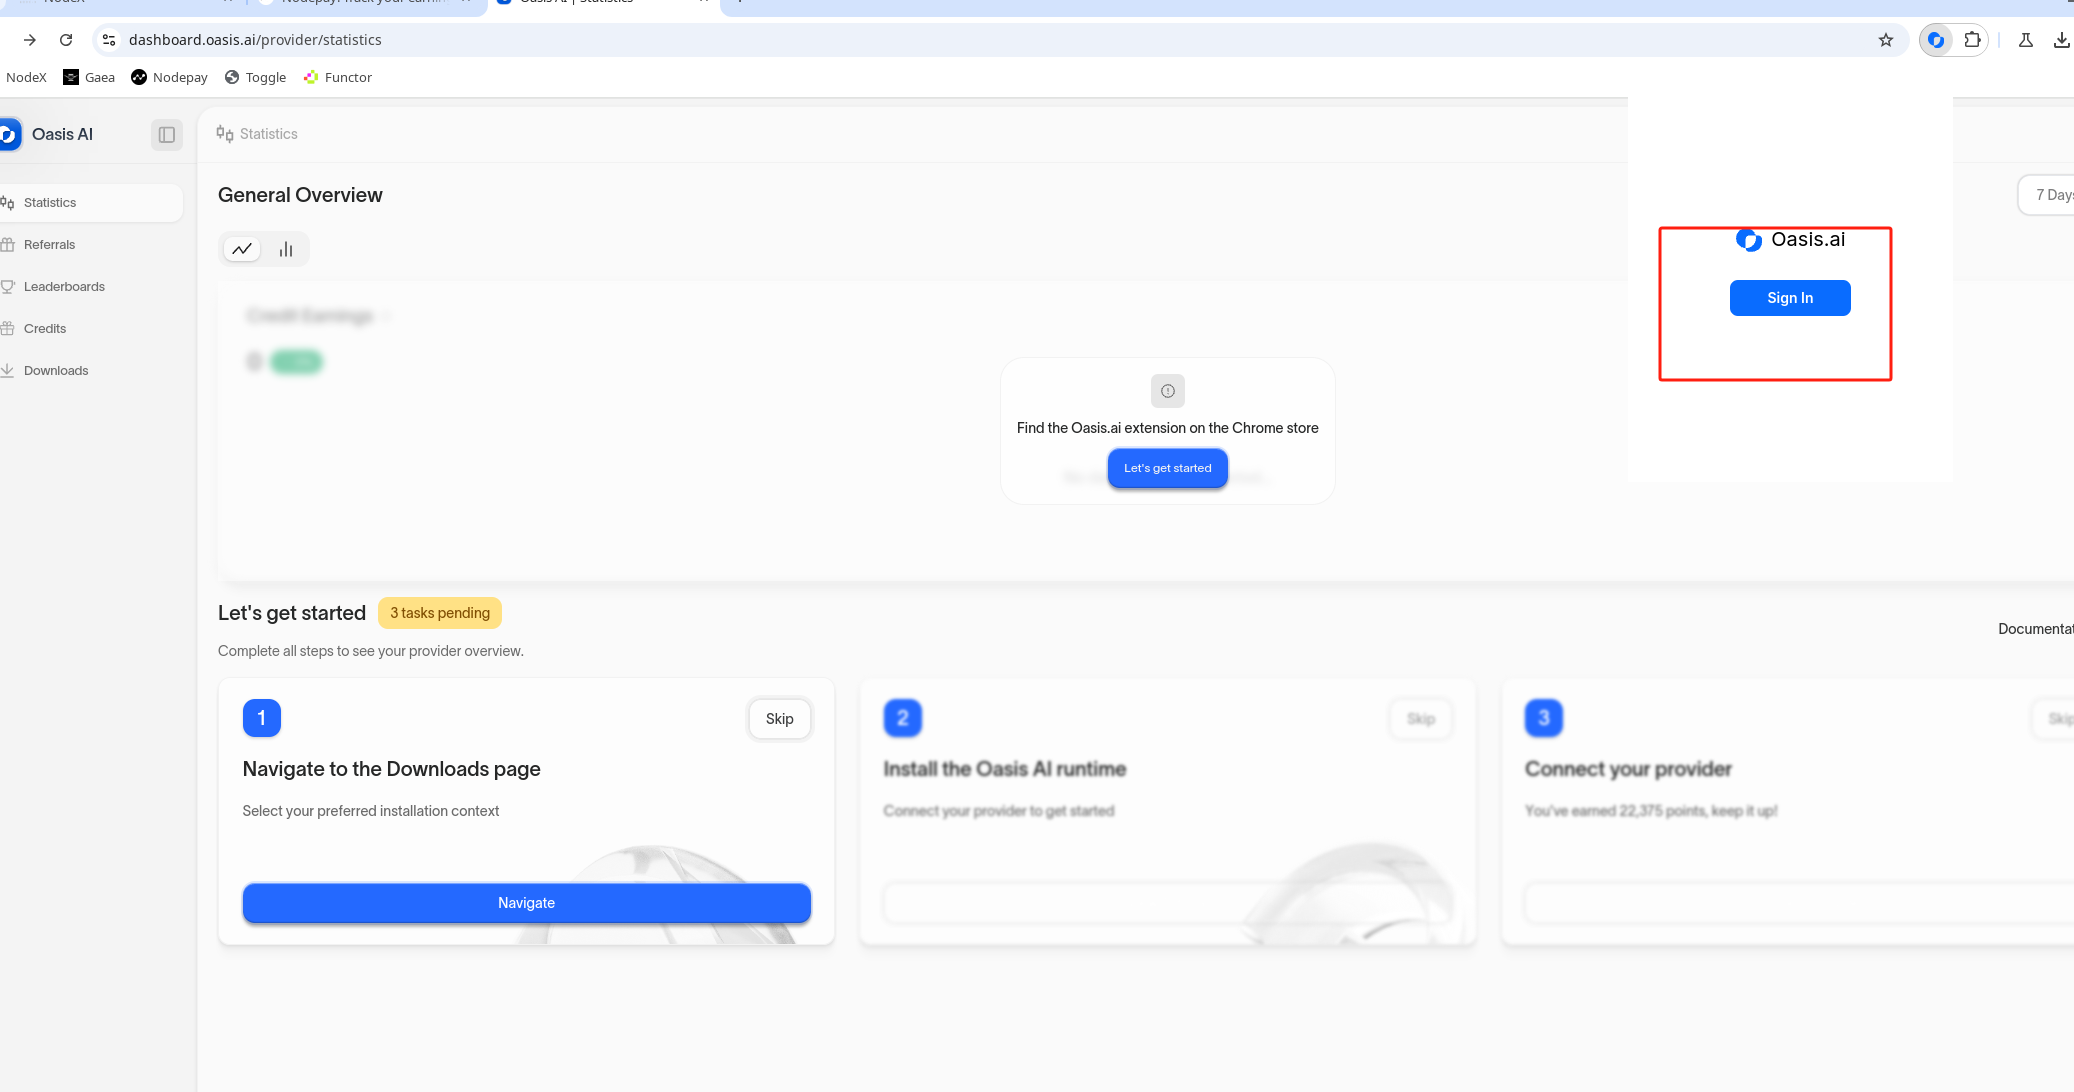 NodeX
dashboard.oasis.ai/provider/statistics
NodeX Gaea Nodepay Toggle Functor
Oasis AI
Statistics
Statistics
Referrals
Leaderboards
Credits
Downloads
General Overview
7 Days
Oasis.ai
Sign In
Credit Earnings
0
Find the Oasis.ai extension on the Chrome store
Let's get started
Let's get started 3 tasks pending
Complete all steps to see your provider overview.
1
Skip
Navigate to the Downloads page
Select your preferred installation context
Navigate
2
Skip
Install the Oasis AI runtime
Connect your provider to get started
3
Skip
Connect your provider
You've earned 22,375 points, keep it up!